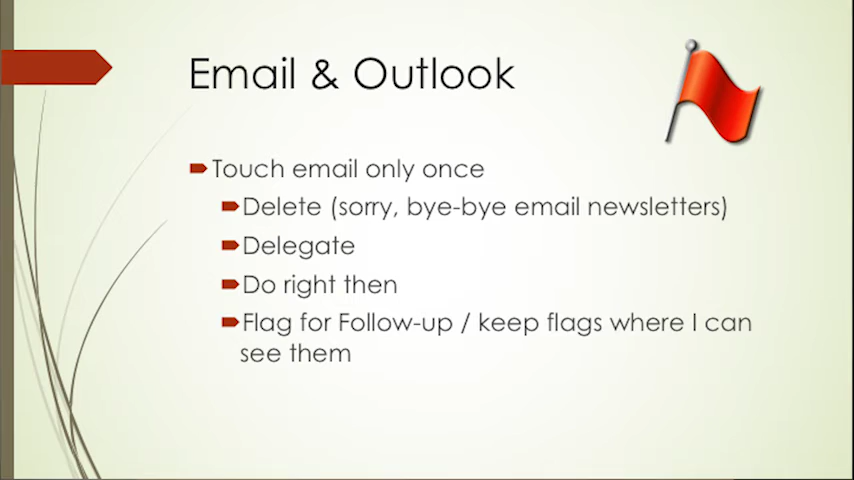 Email & Outlook
Touch email only once
Delete (sorry, bye-bye email newsletters)
Delegate
Do right then
Flag for Follow-up / keep flags where I can
see them